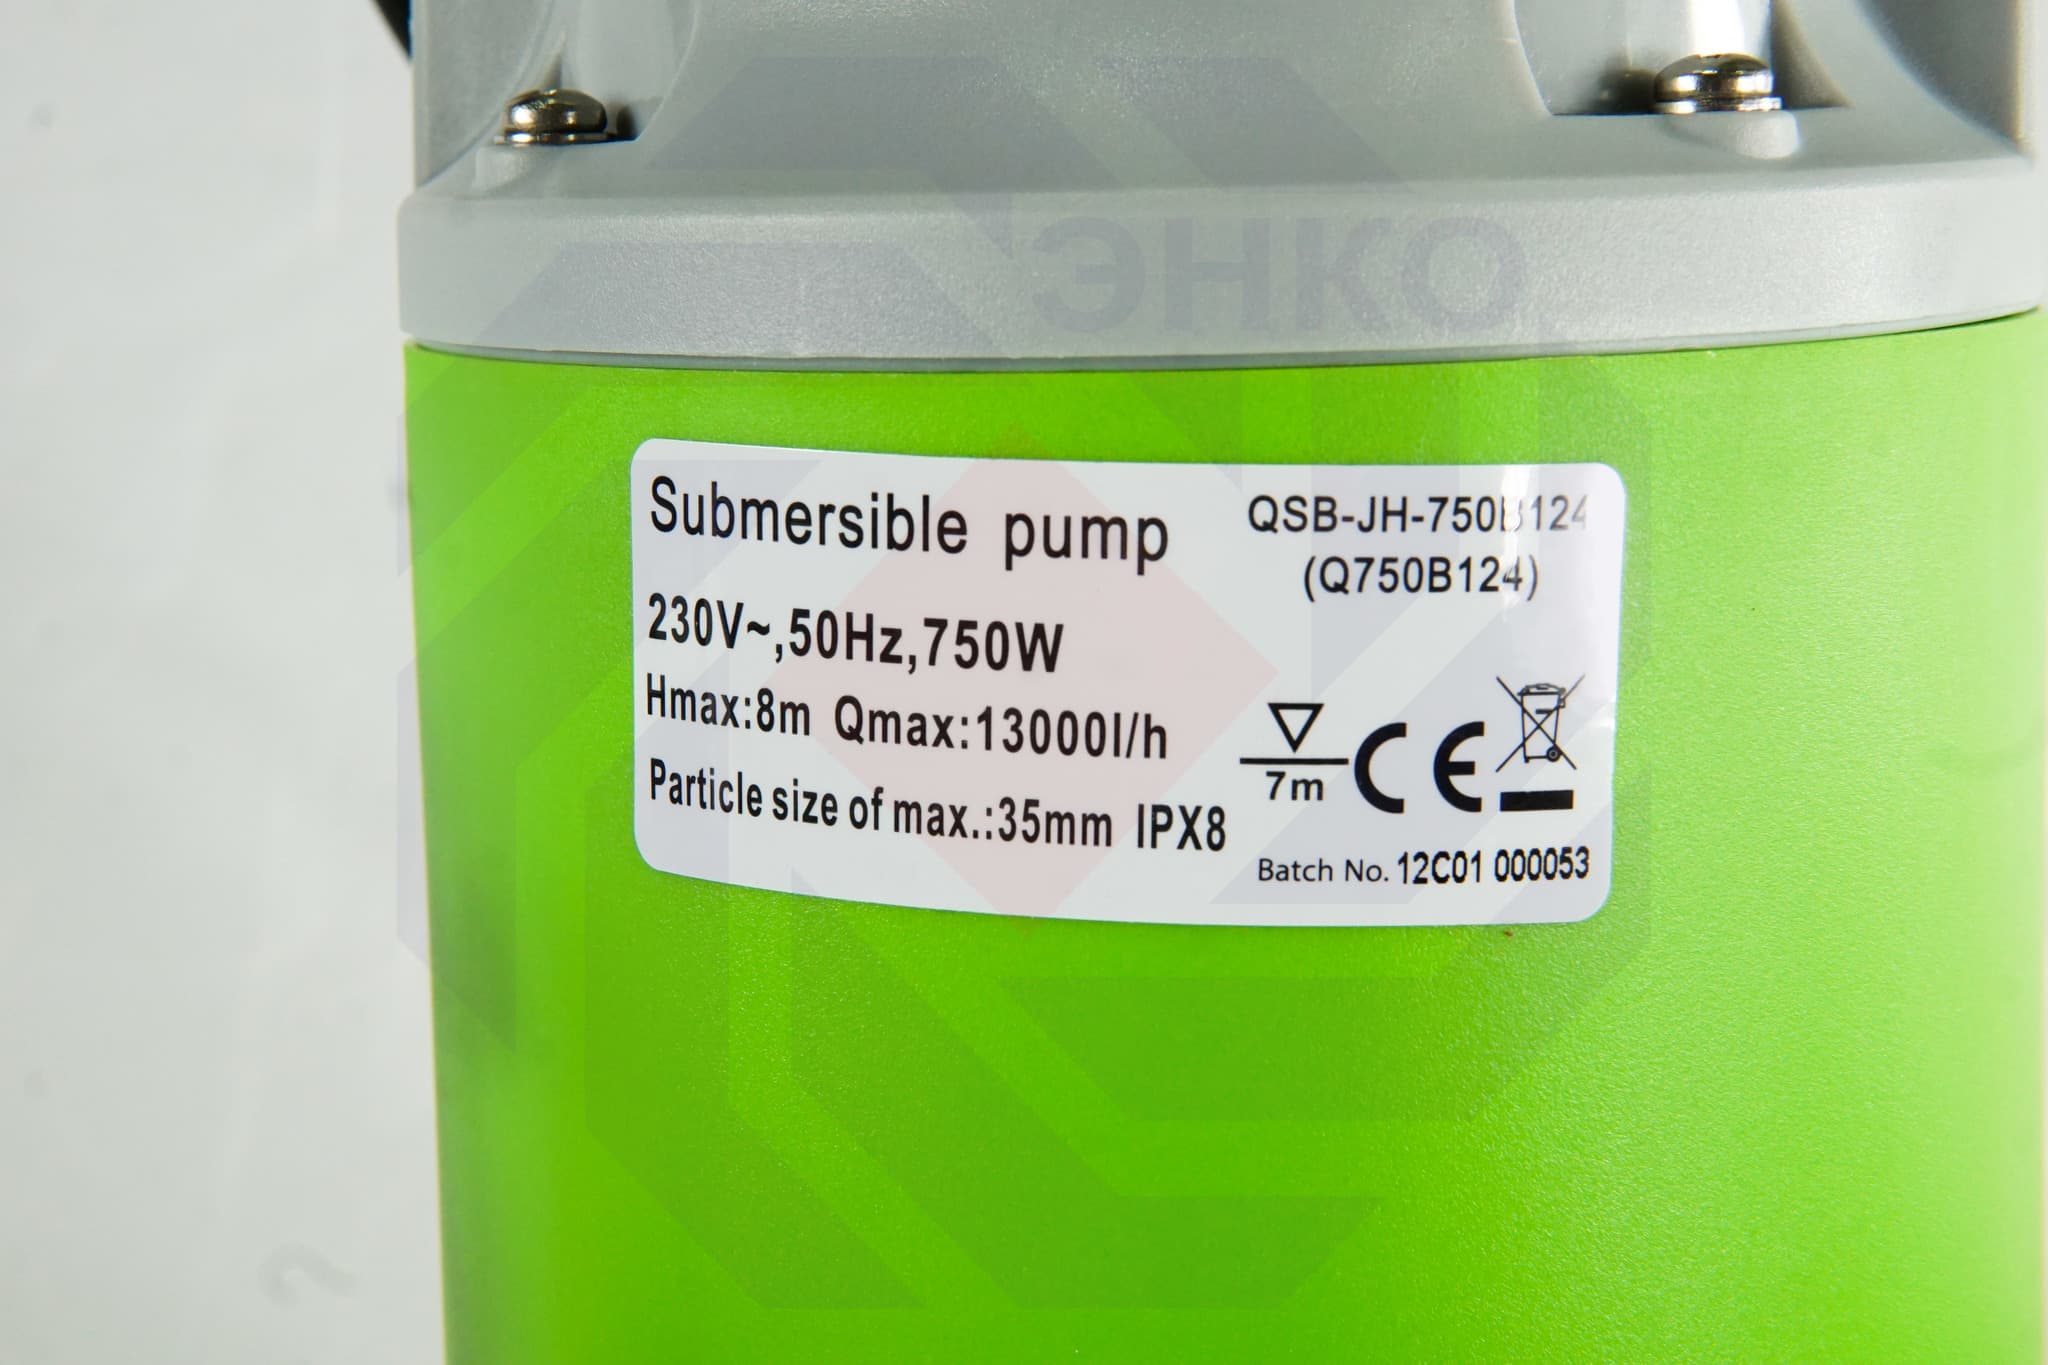 ЭНКО
Submersible pump
QSB-JH-750B124
(Q750B124)
230V~,50Hz,750W
Hmax:8m Qmax:13000l/h
Particle size of max.:35mm IPX8
7m
CE
Batch No. 12C01 000053